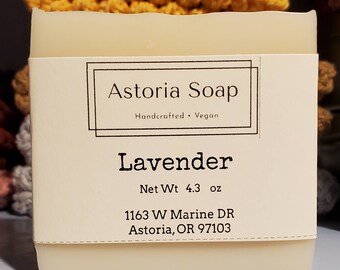 Astoria Soap
Handcrafted • Vegan
Lavender
Net Wt 4.3 oz
1163 W Marine DR
Astoria,OR 97103